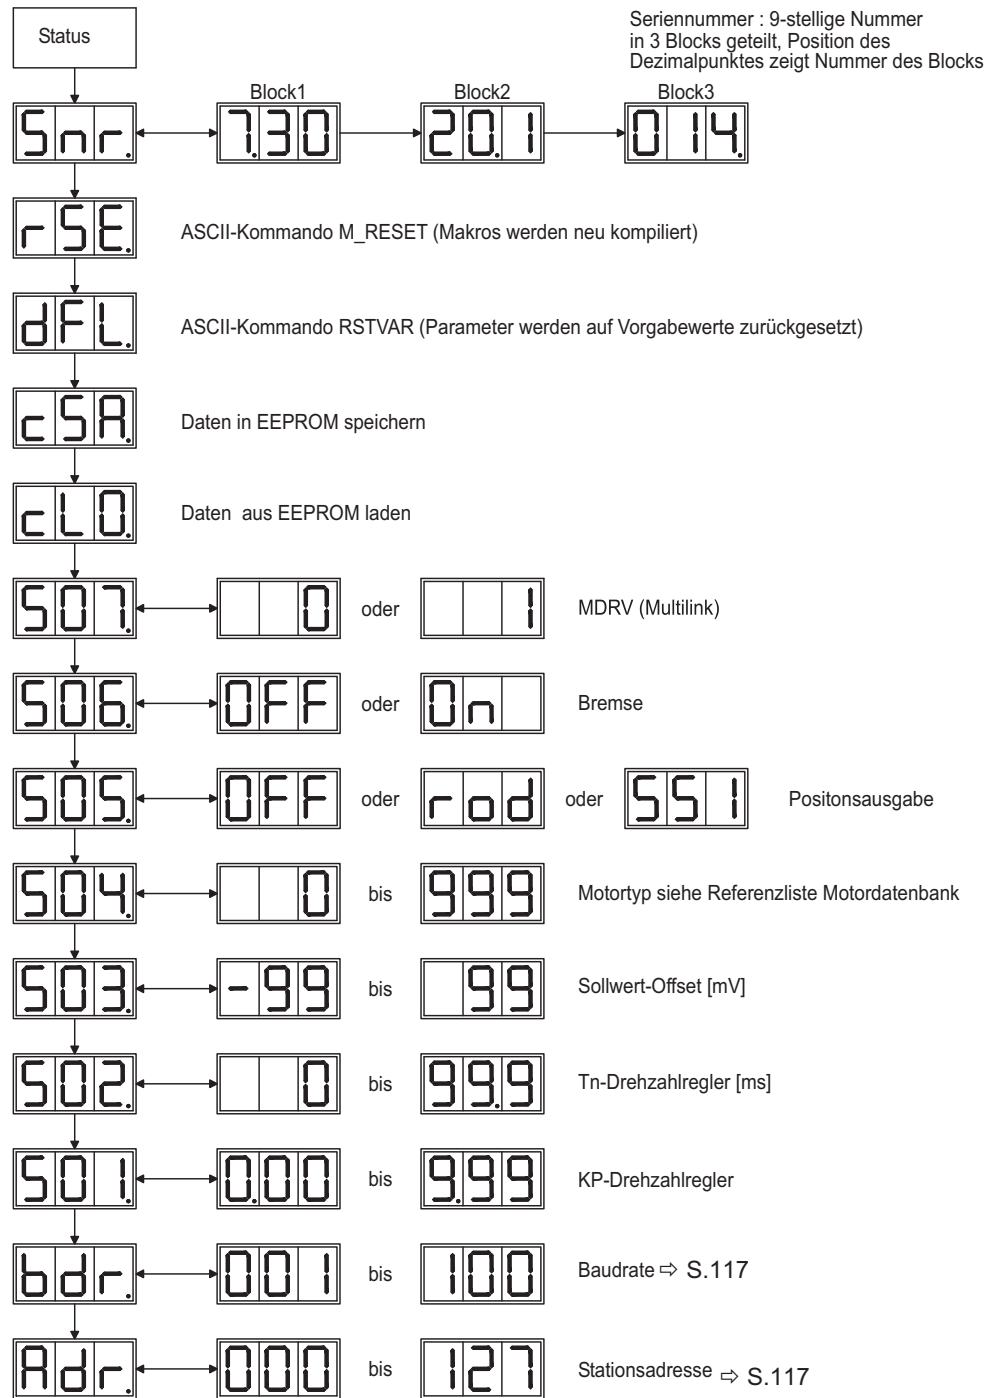 Status
Seriennummer : 9-stellige Nummer
in 3 Blocks geteilt, Position des
Dezimalpunktes zeigt Nummer des Blocks
Block1 Block2 Block3
Snr. 7.30 20.1 014.
rSE. ASCII-Kommando M_RESET (Makros werden neu kompiliert)
dFL. ASCII-Kommando RSTVAR (Parameter werden auf Vorgabewerte zurückgesetzt)
cSA. Daten in EEPROM speichern
cL0. Daten aus EEPROM laden
S07. 0 oder 1 MDRV (Multilink)
S06. OFF oder On Bremse
S05. OFF oder rod oder SSI Positonsausgabe
S04. 0 bis 999 Motortyp siehe Referenzliste Motordatenbank
S03. -99 bis 99 Sollwert-Offset [mV]
S02. 0 bis 99.9 Tn-Drehzahlregler [ms]
S01. 0.00 bis 9.99 KP-Drehzahlregler
bdr. 001 bis 100 Baudrate ⇨ S.117
Adr. 000 bis 127 Stationsadresse ⇨ S.117